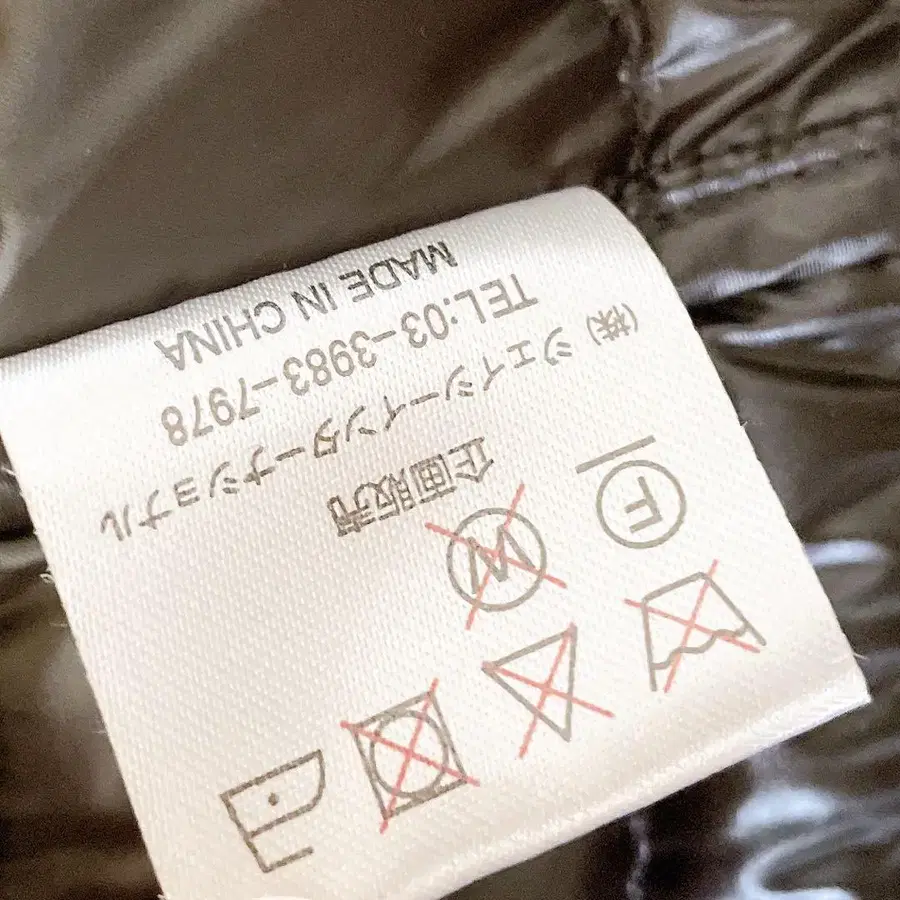 F W
企画販売
(株)ジェイシーインターナショナル
TEL:03-3983-7978
MADE IN CHINA